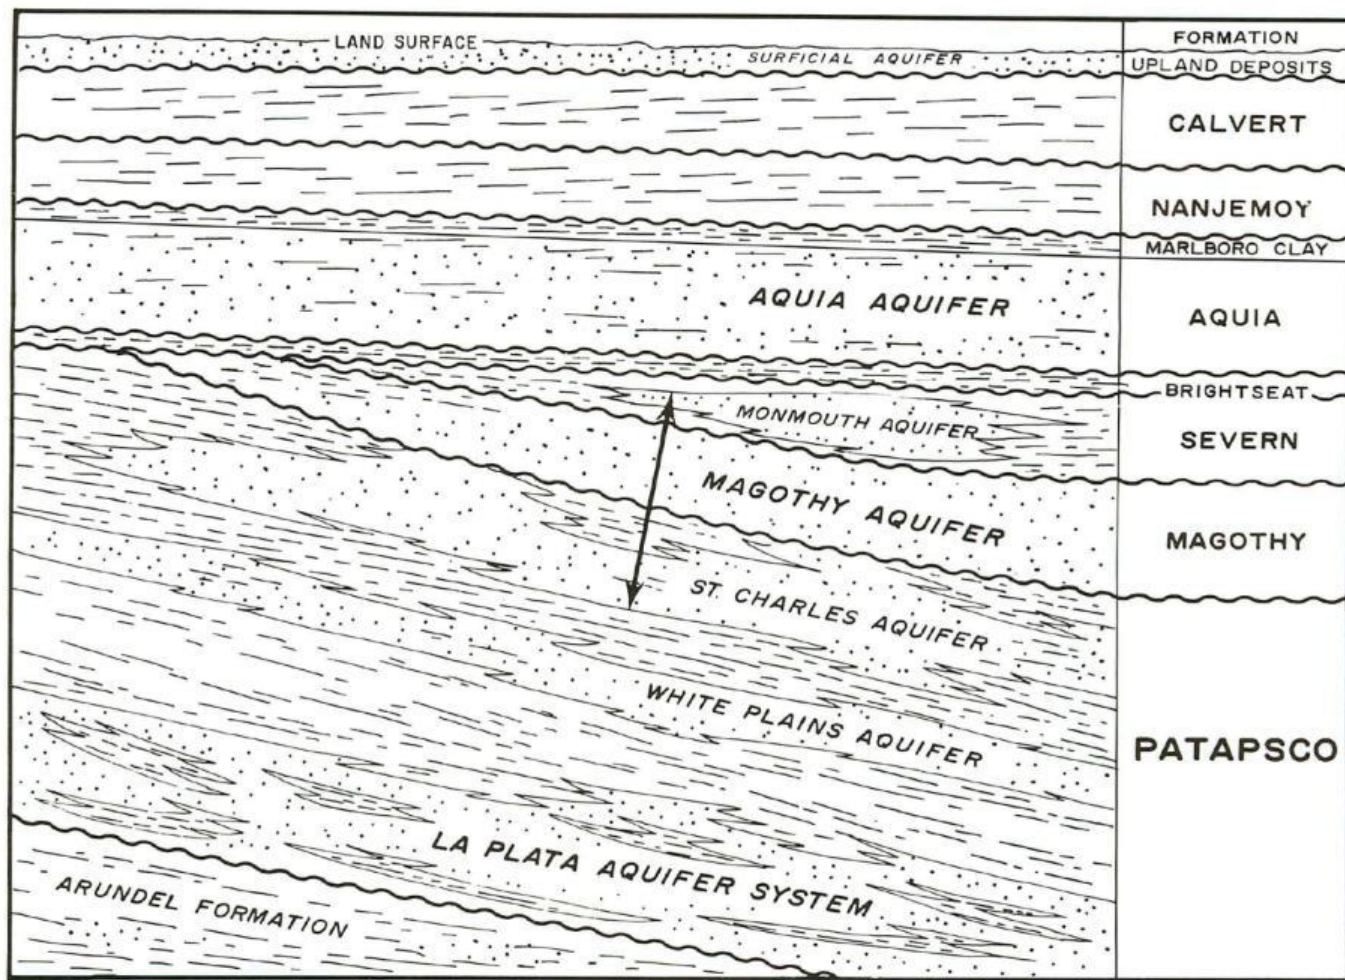 FORMATION
LAND SURFACE
SURFICIAL AQUIFER
UPLAND DEPOSITS
CALVERT
NANJEMOY
MARLBORO CLAY
AQUIA AQUIFER
AQUIA
BRIGHTSEAT
MONMOUTH AQUIFER
SEVERN
MAGOTHY AQUIFER
MAGOTHY
ST. CHARLES AQUIFER
WHITE PLAINS AQUIFER
PATAPSCO
LA PLATA AQUIFER SYSTEM
ARUNDEL FORMATION